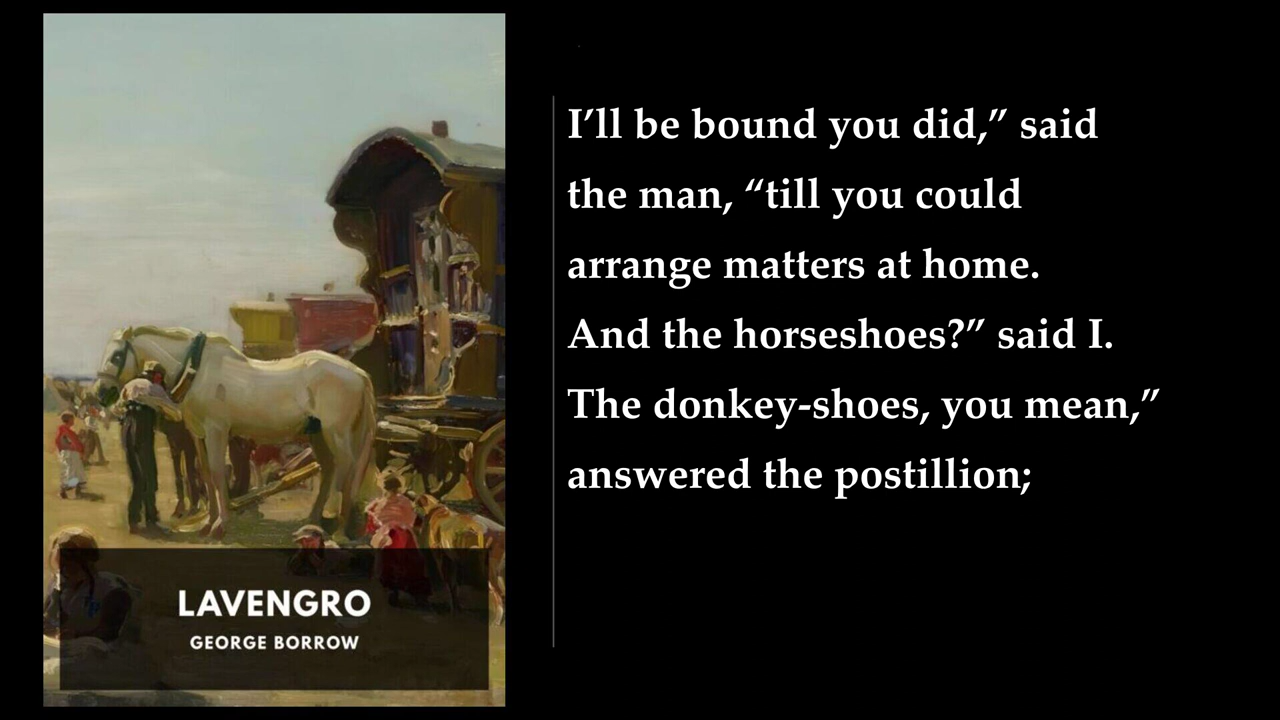 LAVENGRO
GEORGE BORROW
I’ll be bound you did,” said
the man, “till you could
arrange matters at home.
And the horseshoes?” said I.
The donkey-shoes, you mean,”
answered the postillion;